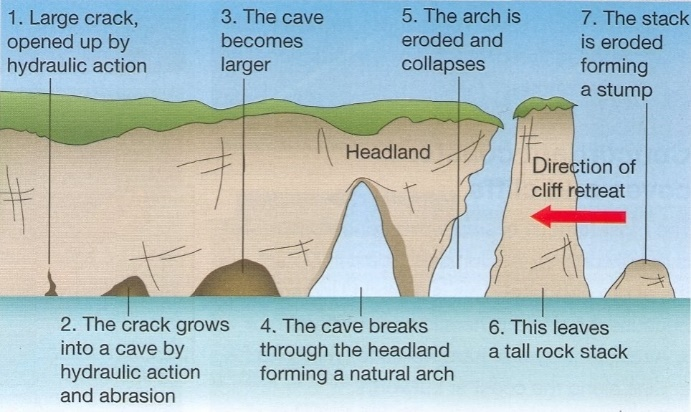 1. Large crack,
opened up by
hydraulic action
3. The cave
becomes
larger
5. The arch is
eroded and
collapses
7. The stack
is eroded
forming
a stump
Headland
Direction of
cliff retreat
2. The crack grows
into a cave by
hydraulic action
and abrasion
4. The cave breaks
through the headland
forming a natural arch
6. This leaves
a tall rock stack